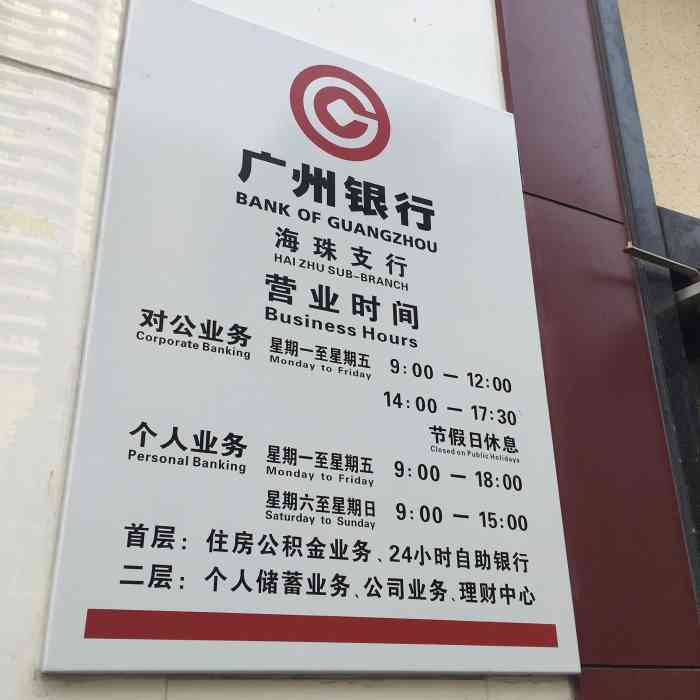 广州银行
BANK OF GUANGZHOU
海珠支行
HAI ZHU SUB-BRANCH
营业时间
Business Hours
对公业务 星期一至星期五 9:00 — 12:00
Corporate Banking Monday to Friday
14:00 — 17:30
节假日休息
Closed on Public Holidays
个人业务 星期一至星期五 9:00 — 18:00
Personal Banking Monday to Friday
星期六至星期日 9:00 — 15:00
Saturday to Sunday
首层：住房公积金业务、24小时自助银行
二层：个人储蓄业务、公司业务、理财中心